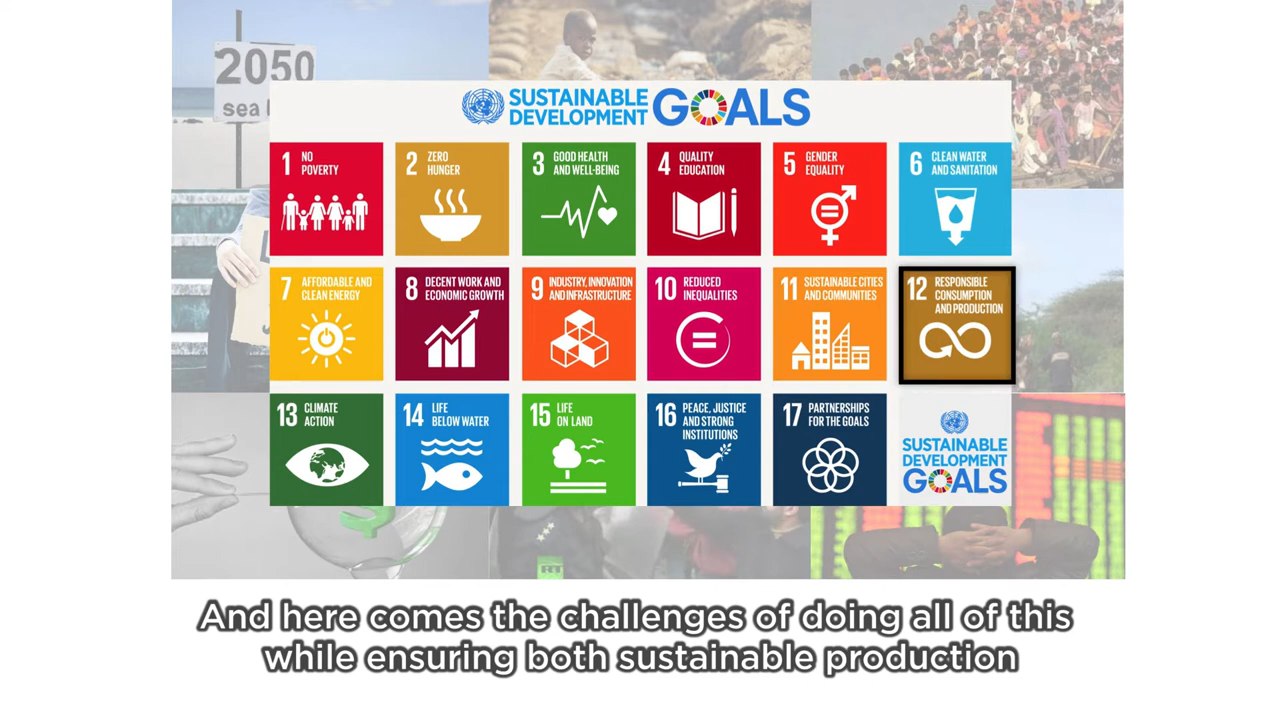 2050
sea
SUSTAINABLE
DEVELOPMENT
GOALS
1 NO
POVERTY
2 ZERO
HUNGER
3 GOOD HEALTH
AND WELL-BEING
4 QUALITY
EDUCATION
5 GENDER
EQUALITY
6 CLEAN WATER
AND SANITATION
7 AFFORDABLE AND
CLEAN ENERGY
8 DECENT WORK AND
ECONOMIC GROWTH
9 INDUSTRY, INNOVATION
AND INFRASTRUCTURE
10 REDUCED
INEQUALITIES
11 SUSTAINABLE CITIES
AND COMMUNITIES
12 RESPONSIBLE
CONSUMPTION
AND PRODUCTION
13 CLIMATE
ACTION
14 LIFE
BELOW WATER
15 LIFE
ON LAND
16 PEACE, JUSTICE
AND STRONG
INSTITUTIONS
17 PARTNERSHIPS
FOR THE GOALS
SUSTAINABLE
DEVELOPMENT
GOALS
RT
And here comes the challenges of doing all of this
while ensuring both sustainable production